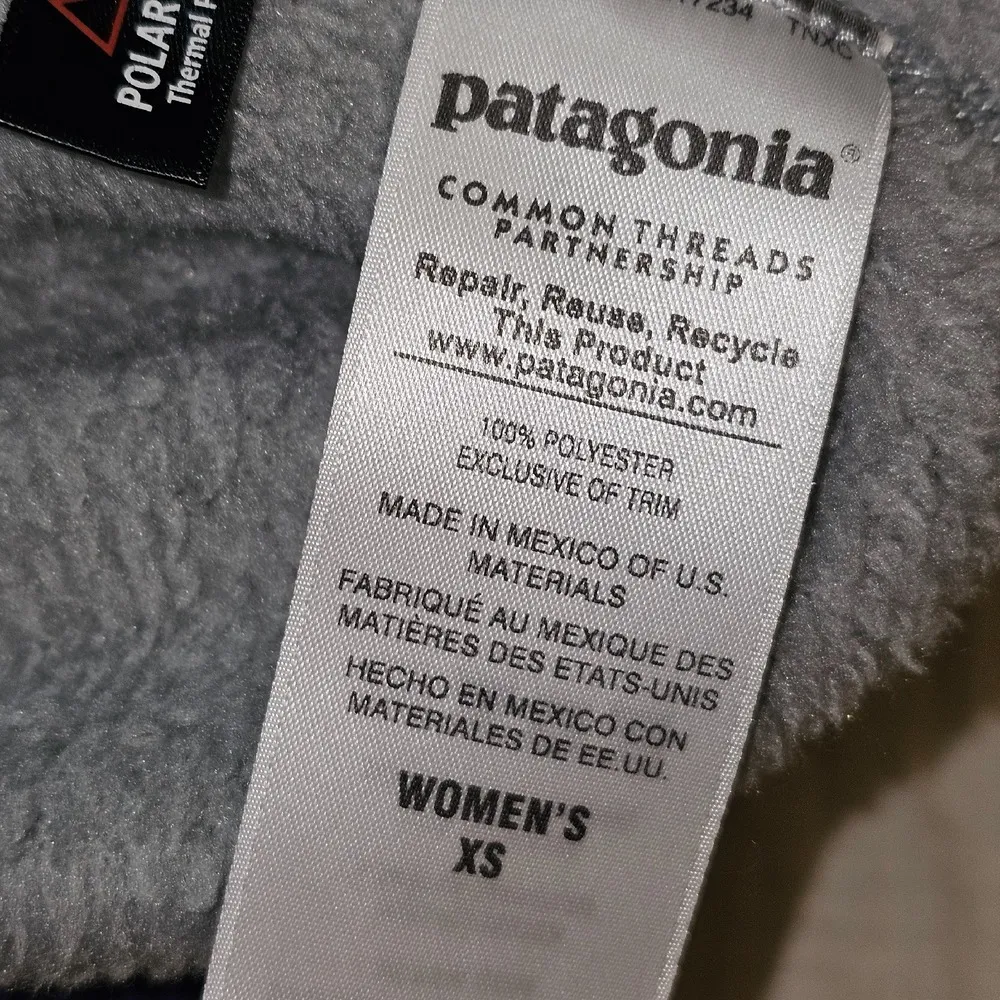 POLAR
Thermal
7234 TNXC
patagonia®
COMMON THREADS
PARTNERSHIP
Repair, Reuse, Recycle
This Product
www.patagonia.com
100% POLYESTER
EXCLUSIVE OF TRIM
MADE IN MEXICO OF U.S.
MATERIALS
FABRIQUÉ AU MEXIQUE DES
MATIÈRES DES ETATS-UNIS
HECHO EN MEXICO CON
MATERIALES DE EE.UU.
WOMEN'S
XS